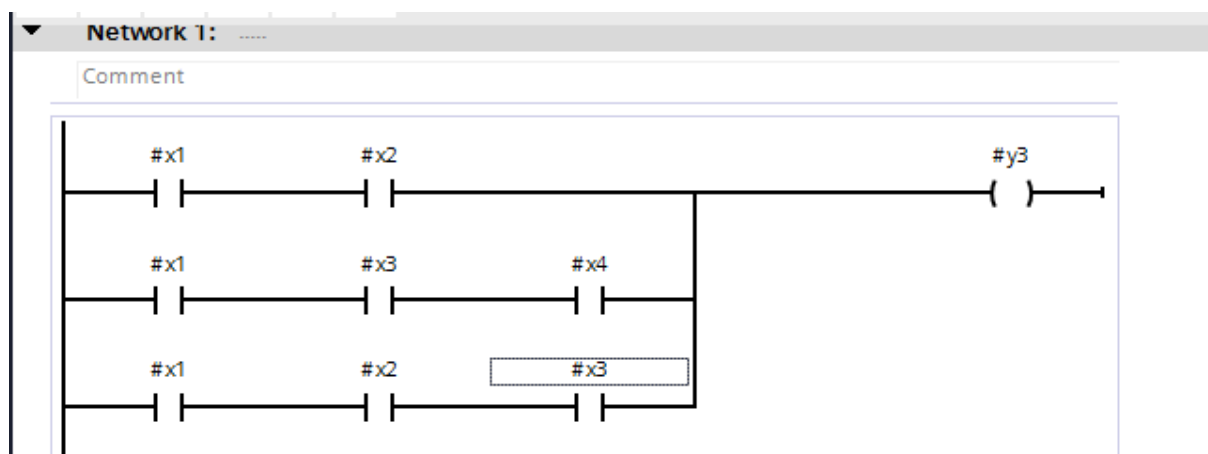 Network 1: .....
Comment
#x1 #x2 #y3
#x1 #x3 #x4
#x1 #x2 #x3